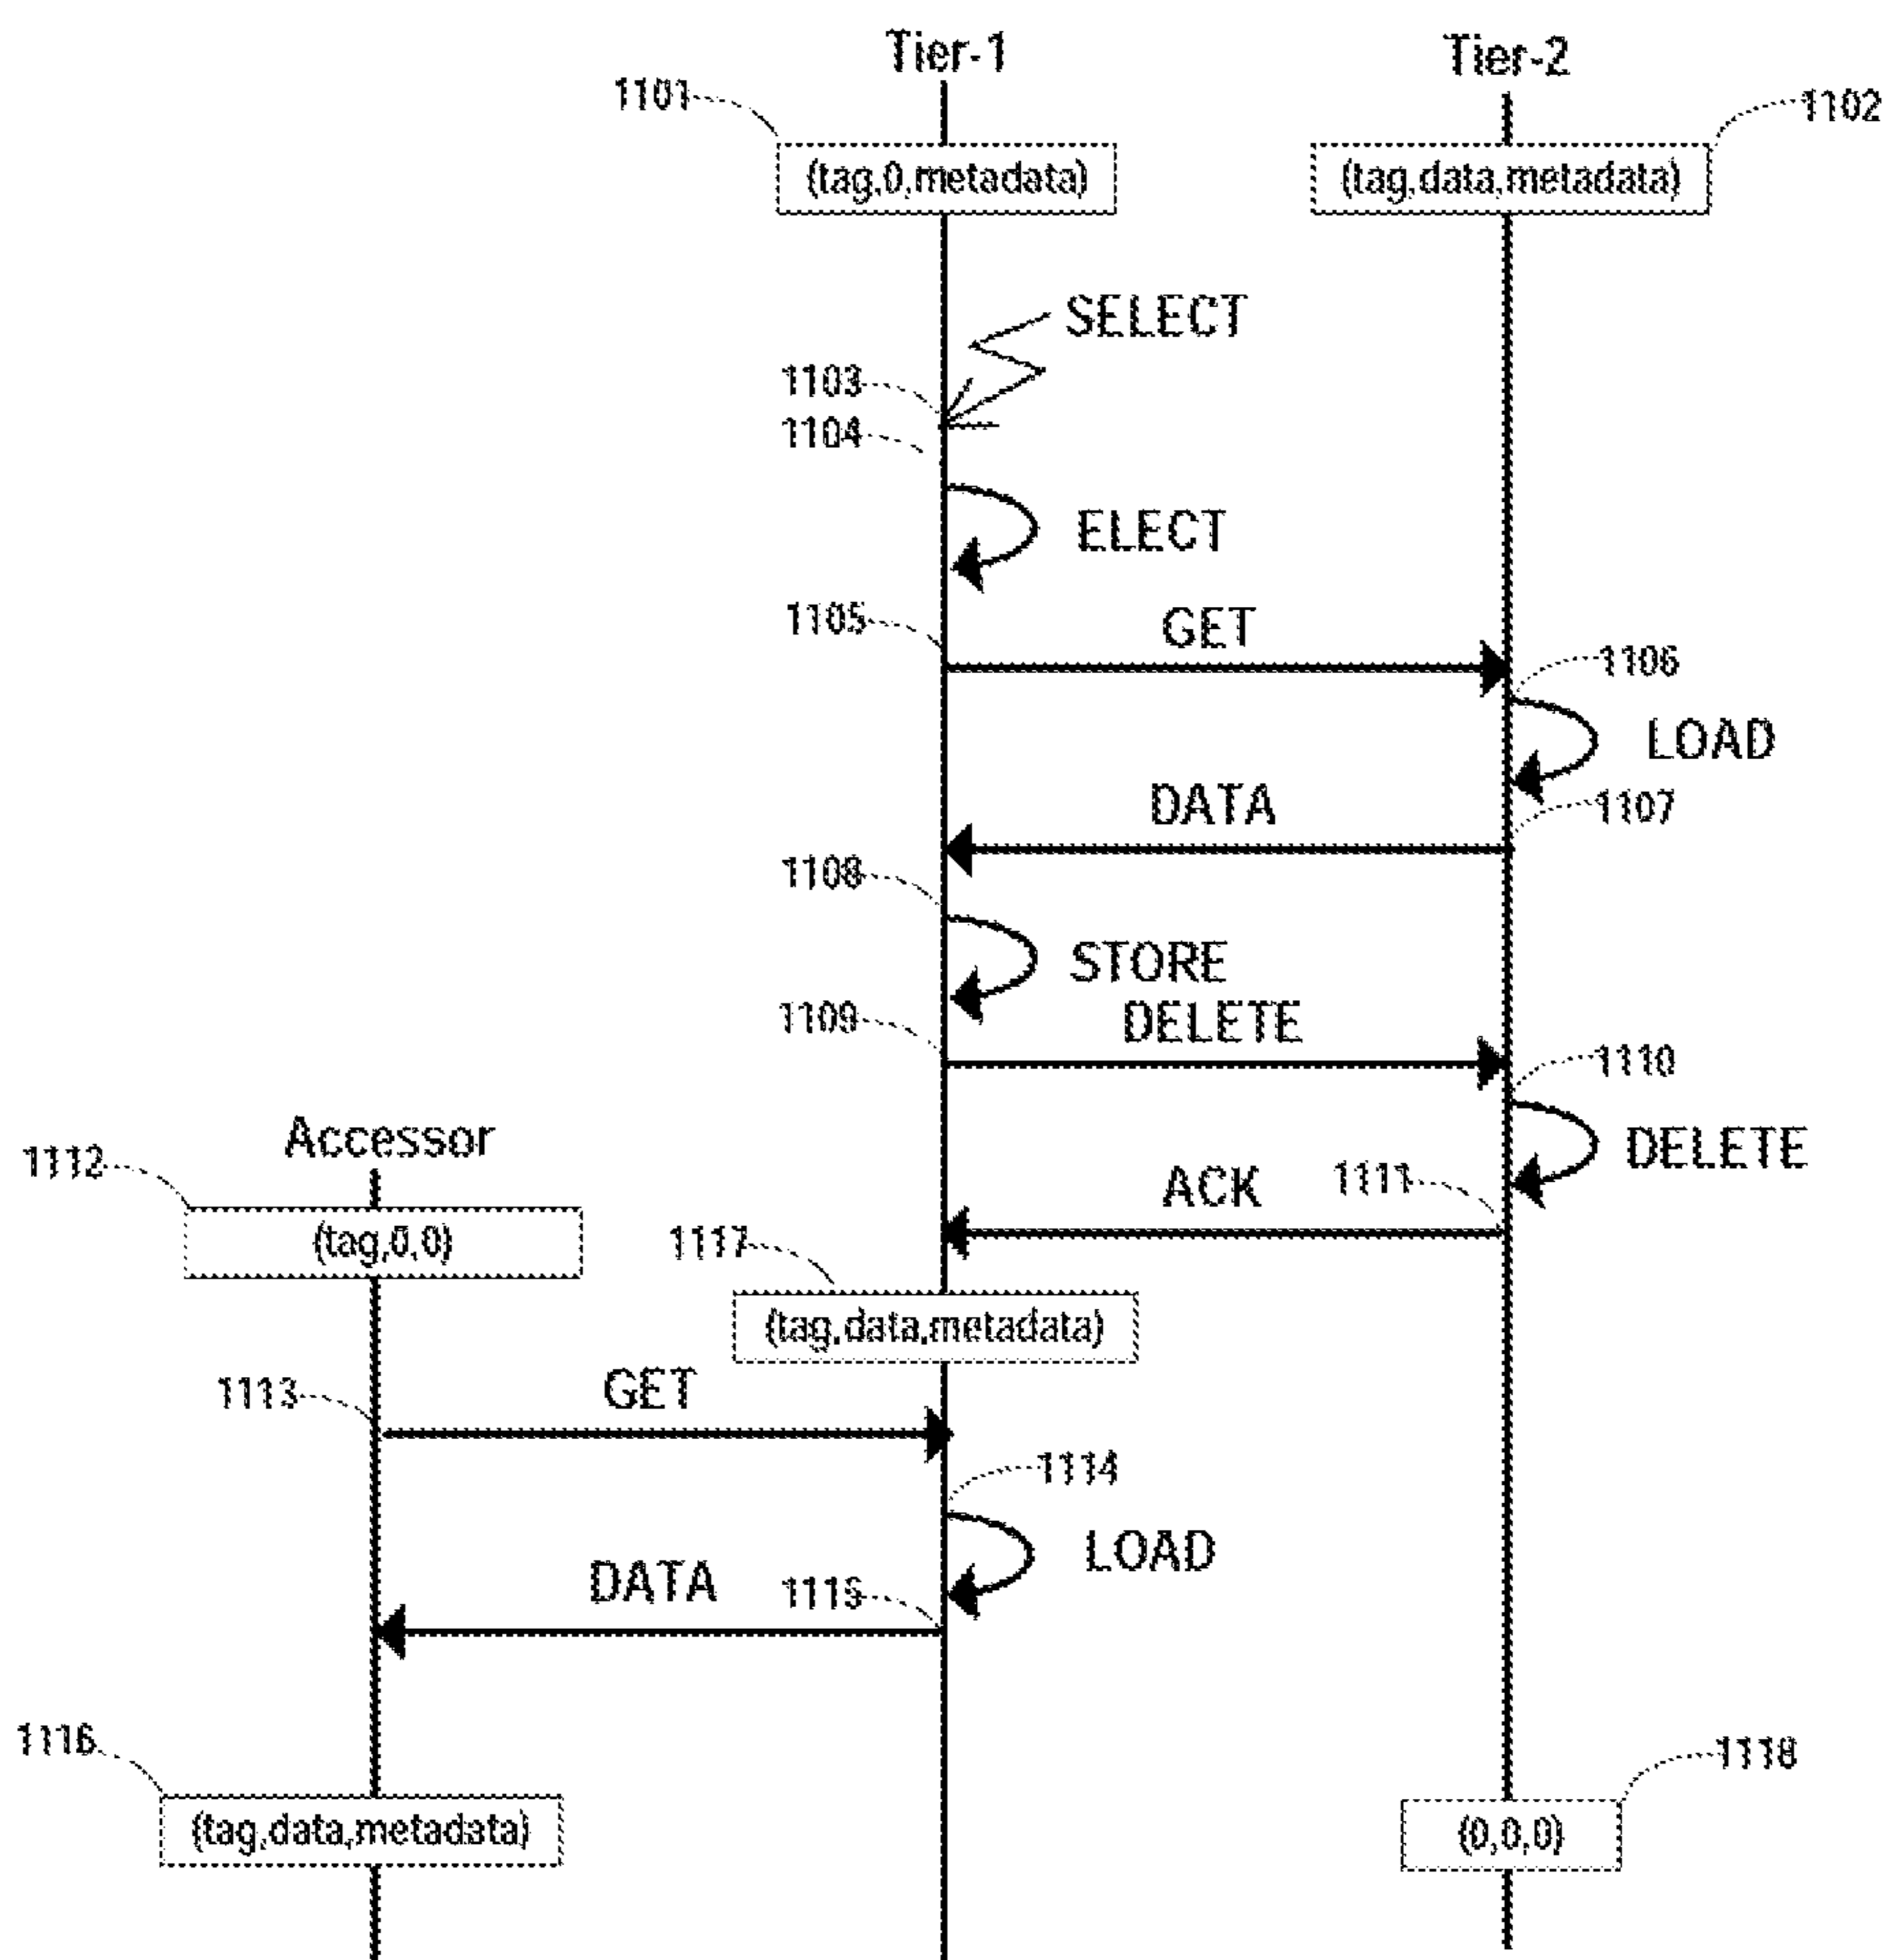 Tier-1
Tier-2
1101
1102
(tag,0,metadata)
(tag,data,metadata)
SELECT
1103
1104
ELECT
1105
GET
1106
LOAD
DATA
1107
1108
STORE
1109
DELETE
1110
DELETE
Accessor
1112
ACK
1111
(tag,0,0)
1117
(tag,data,metadata)
1113
GET
1114
LOAD
DATA
1115
1116
1118
(tag,data,metadata)
(0,0,0)